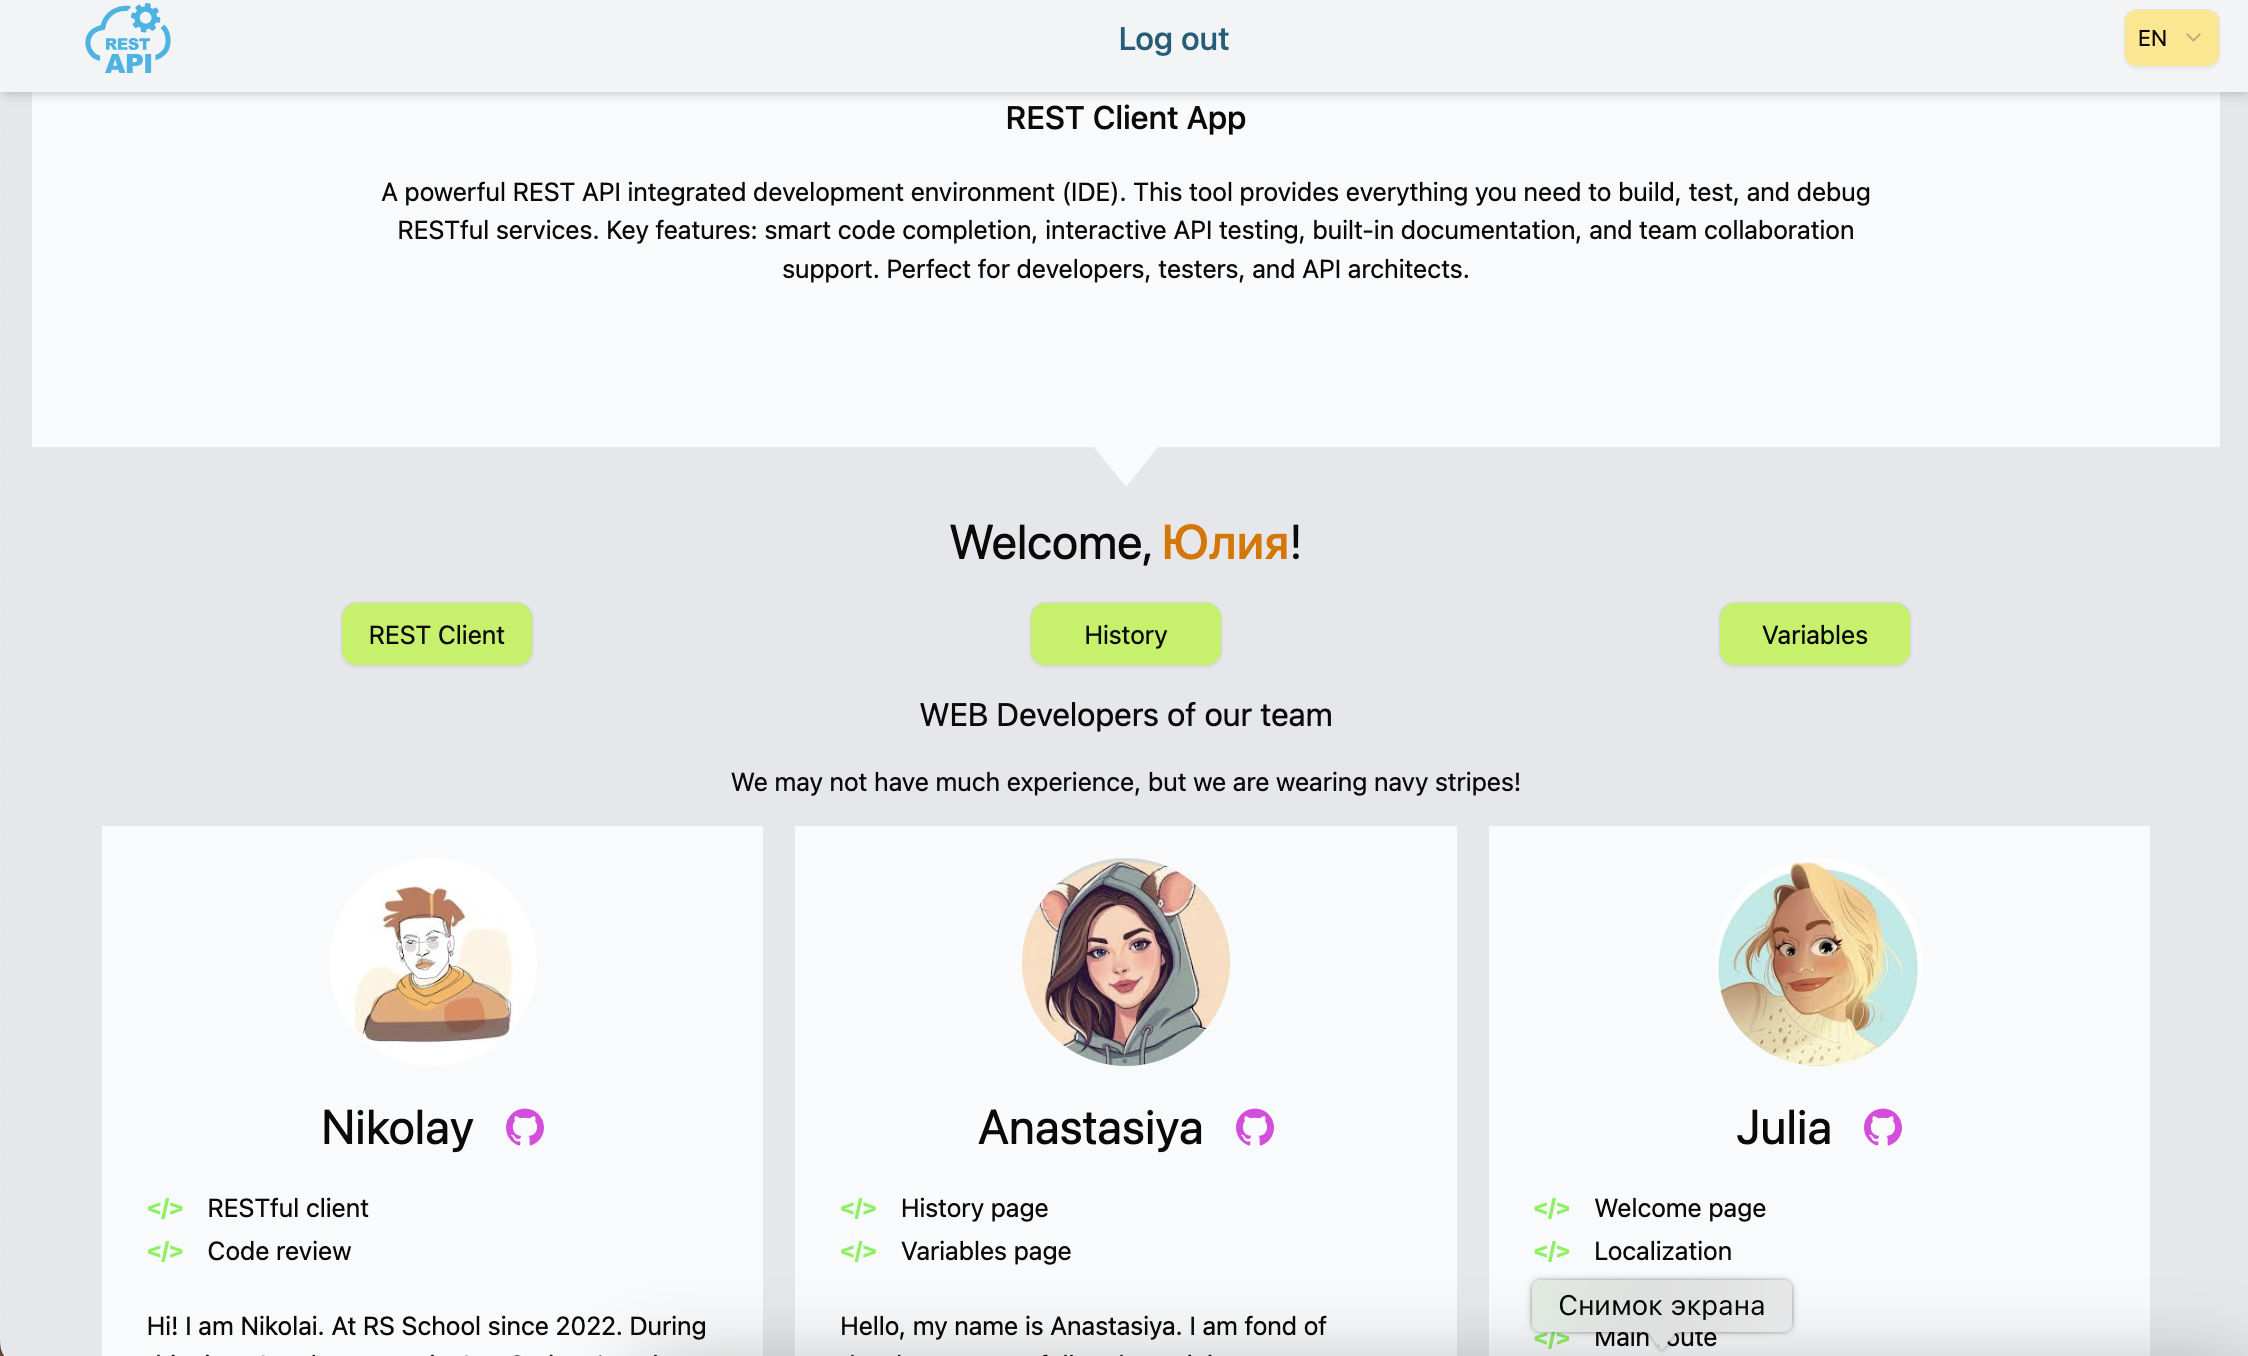 REST
API
Log out
EN
REST Client App
A powerful REST API integrated development environment (IDE). This tool provides everything you need to build, test, and debug
RESTful services. Key features: smart code completion, interactive API testing, built-in documentation, and team collaboration
support. Perfect for developers, testers, and API architects.
Welcome, Юлия!
REST Client
History
Variables
WEB Developers of our team
We may not have much experience, but we are wearing navy stripes!
Nikolay
</> RESTful client
</> Code review
Hi! I am Nikolai. At RS School since 2022. During
Anastasiya
</> History page
</> Variables page
Hello, my name is Anastasiya. I am fond of
Julia
</> Welcome page
</> Localization
Снимок экрана
</> Main